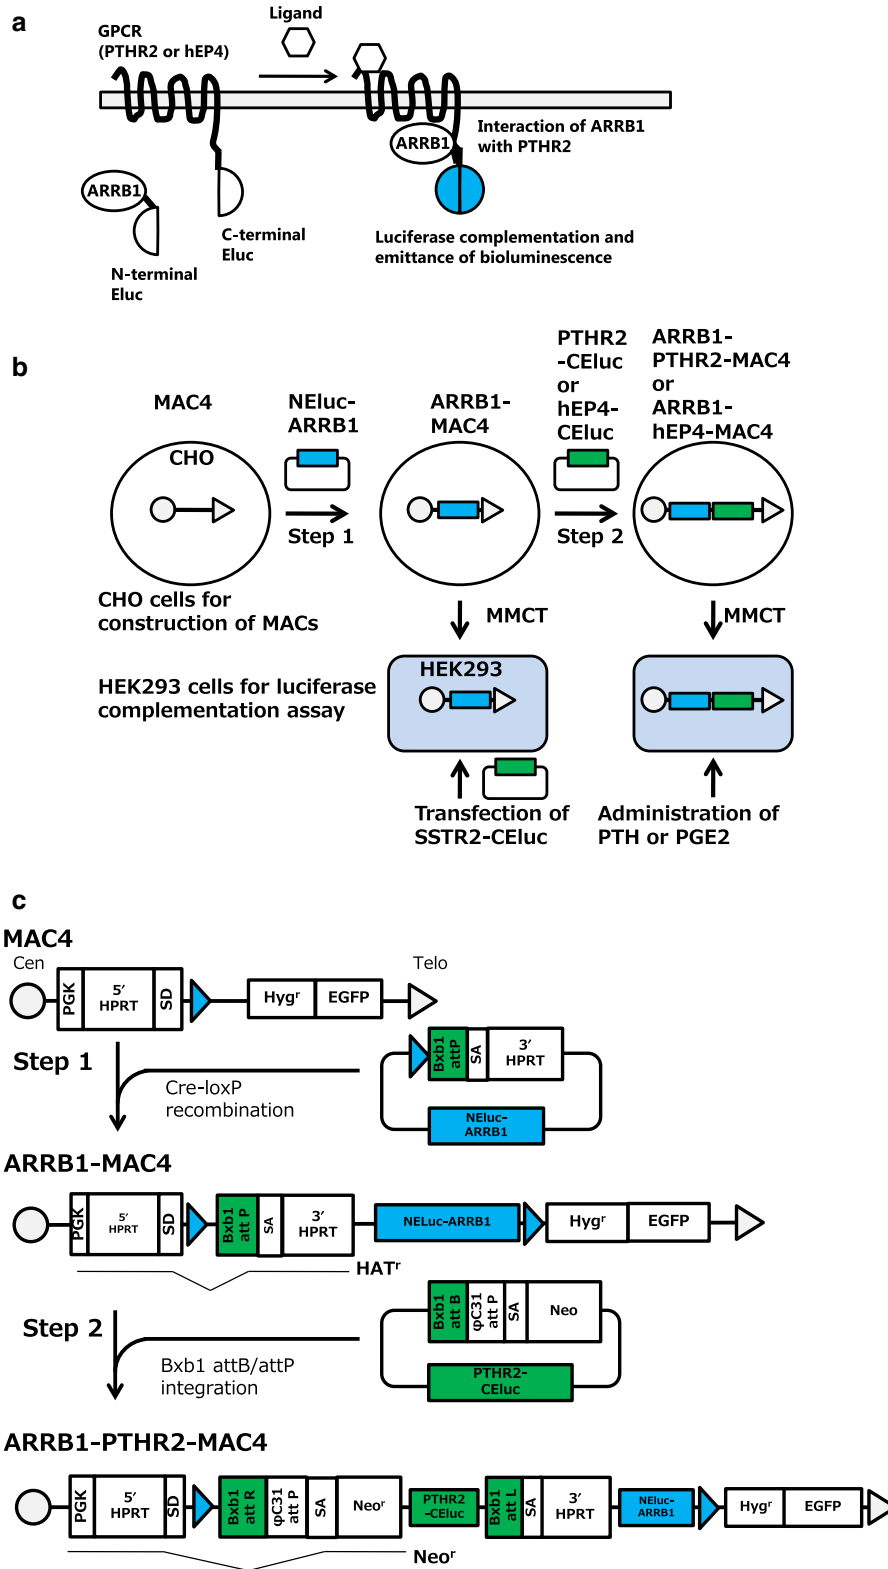 a
GPCR
(PTHR2 or hEP4)
Ligand
ARRB1
Interaction of ARRB1
with PTHR2
ARRB1
C-terminal
Eluc
N-terminal
Eluc
Luciferase complementation and
emittance of bioluminescence
b
MAC4
NEluc-
ARRB1
ARRB1-
MAC4
PTHR2
-CEluc
or
hEP4-
CEluc
ARRB1-
PTHR2-MAC4
or
ARRB1-
hEP4-MAC4
CHO
Step 1
Step 2
CHO cells for
construction of MACs
MMCT
MMCT
HEK293 cells for luciferase
complementation assay
HEK293
Transfection of
SSTR2-CEluc
Administration of
PTH or PGE2
c
MAC4
Cen
Telo
PGK
5′
HPRT
SD
Hygʳ
EGFP
Step 1
Cre-loxP
recombination
Bxb1
attP
SA
3′
HPRT
NEluc-
ARRB1
ARRB1-MAC4
PGK
5′
HPRT
SD
Bxb1
att P
SA
3′
HPRT
NELuc-ARRB1
Hygʳ
EGFP
HATʳ
Step 2
Bxb1 attB/attP
integration
Bxb1
att B
φC31
att P
SA
Neo
PTHR2-
CEluc
ARRB1-PTHR2-MAC4
PGK
5′
HPRT
SD
Bxb1
att R
φC31
att P
SA
Neoʳ
PTHR2
-CEluc
Bxb1
att L
SA
3′
HPRT
NEluc-
ARRB1
Hygʳ
EGFP
Neoʳ